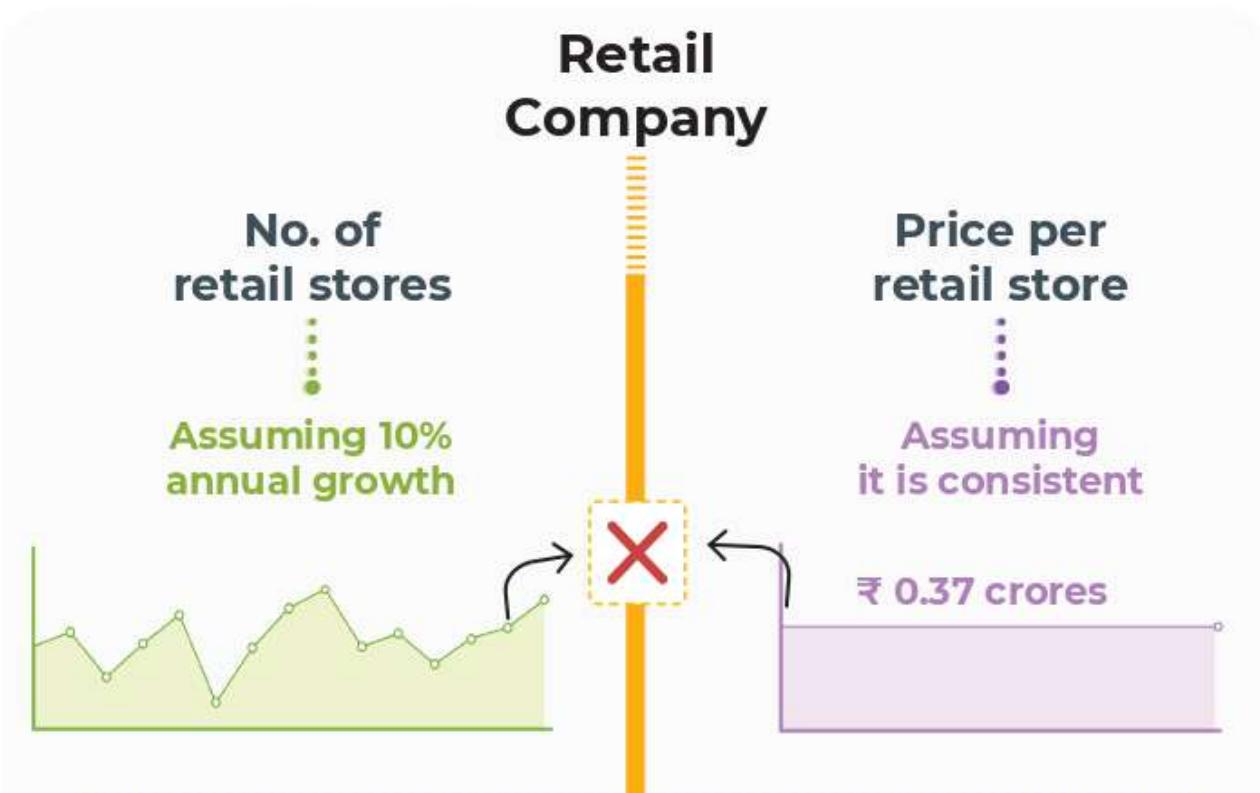 Retail
Company
No. of
retail stores
Price per
retail store
Assuming 10%
annual growth
Assuming
it is consistent
₹ 0.37 crores